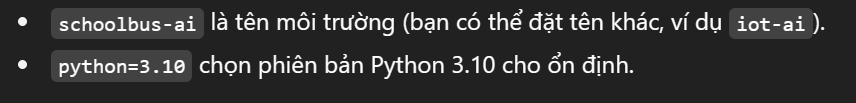 • schoolbus-ai là tên môi trường (bạn có thể đặt tên khác, ví dụ iot-ai).
• python=3.10 chọn phiên bản Python 3.10 cho ổn định.